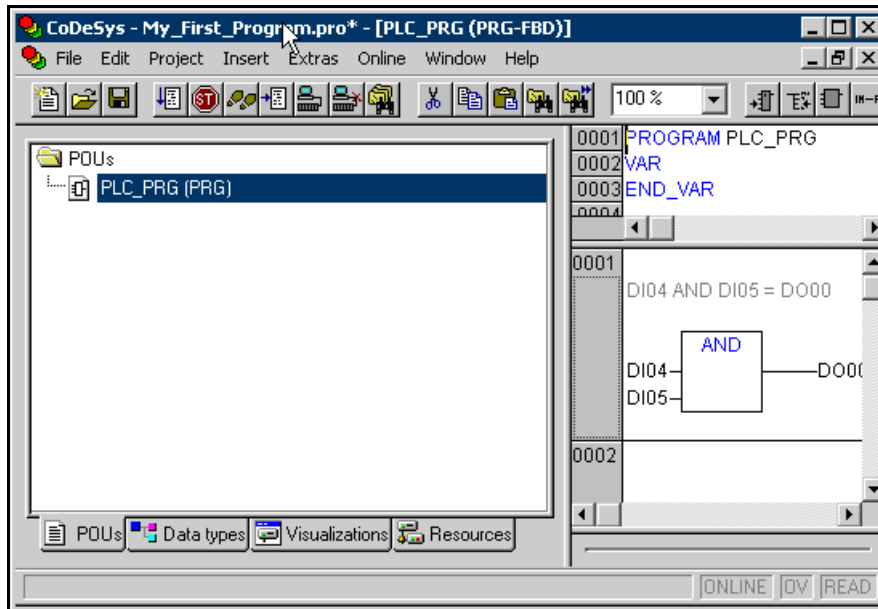 CoDeSys - My_First_Program.pro* - [PLC_PRG (PRG-FBD)]
File Edit Project Insert Extras Online Window Help
ST 100 %
POUs
PLC_PRG (PRG)
0001 PROGRAM PLC_PRG
0002 VAR
0003 END_VAR
0004
0001
DI04 AND DI05 = DO00
AND
DI04
DI05
0002
POUs Data types Visualizations Resources
ONLINE OV READ